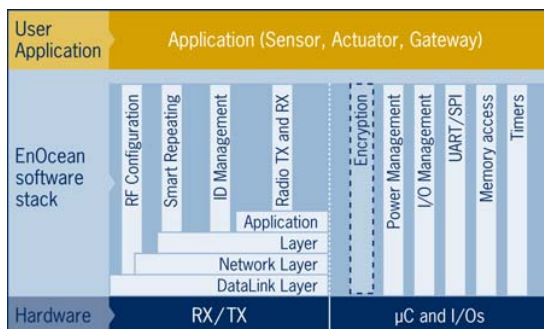 User
Application
Application (Sensor, Actuator, Gateway)
EnOcean
software
stack
RF Configuration
Smart Repeating
ID Management
Radio TX and RX
Encryption
Power Management
I/O Management
UART/SPI
Memory access
Timers
Application
Layer
Network Layer
DataLink Layer
Hardware
RX/TX
µC and I/Os